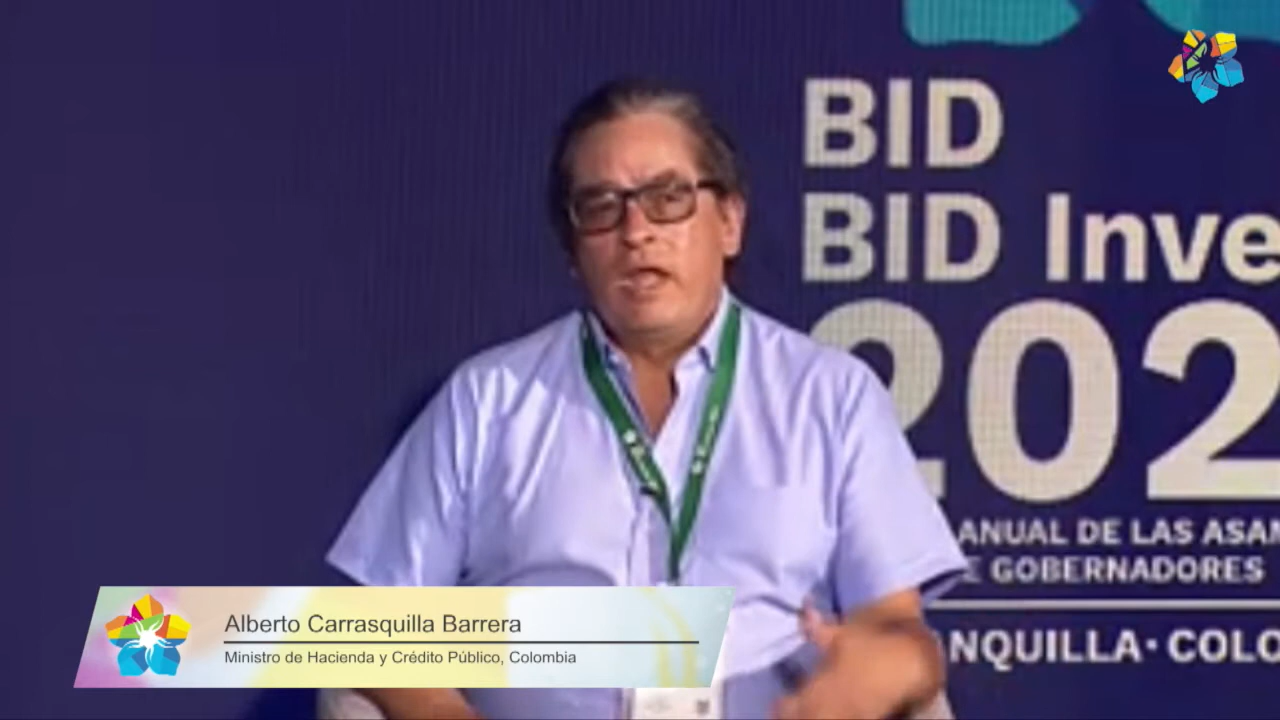 BID
BID Inve
202
ANUAL DE LAS ASAM
E GOBERNADORES
NQUILLA · COLO
Alberto Carrasquilla Barrera
Ministro de Hacienda y Crédito Público, Colombia